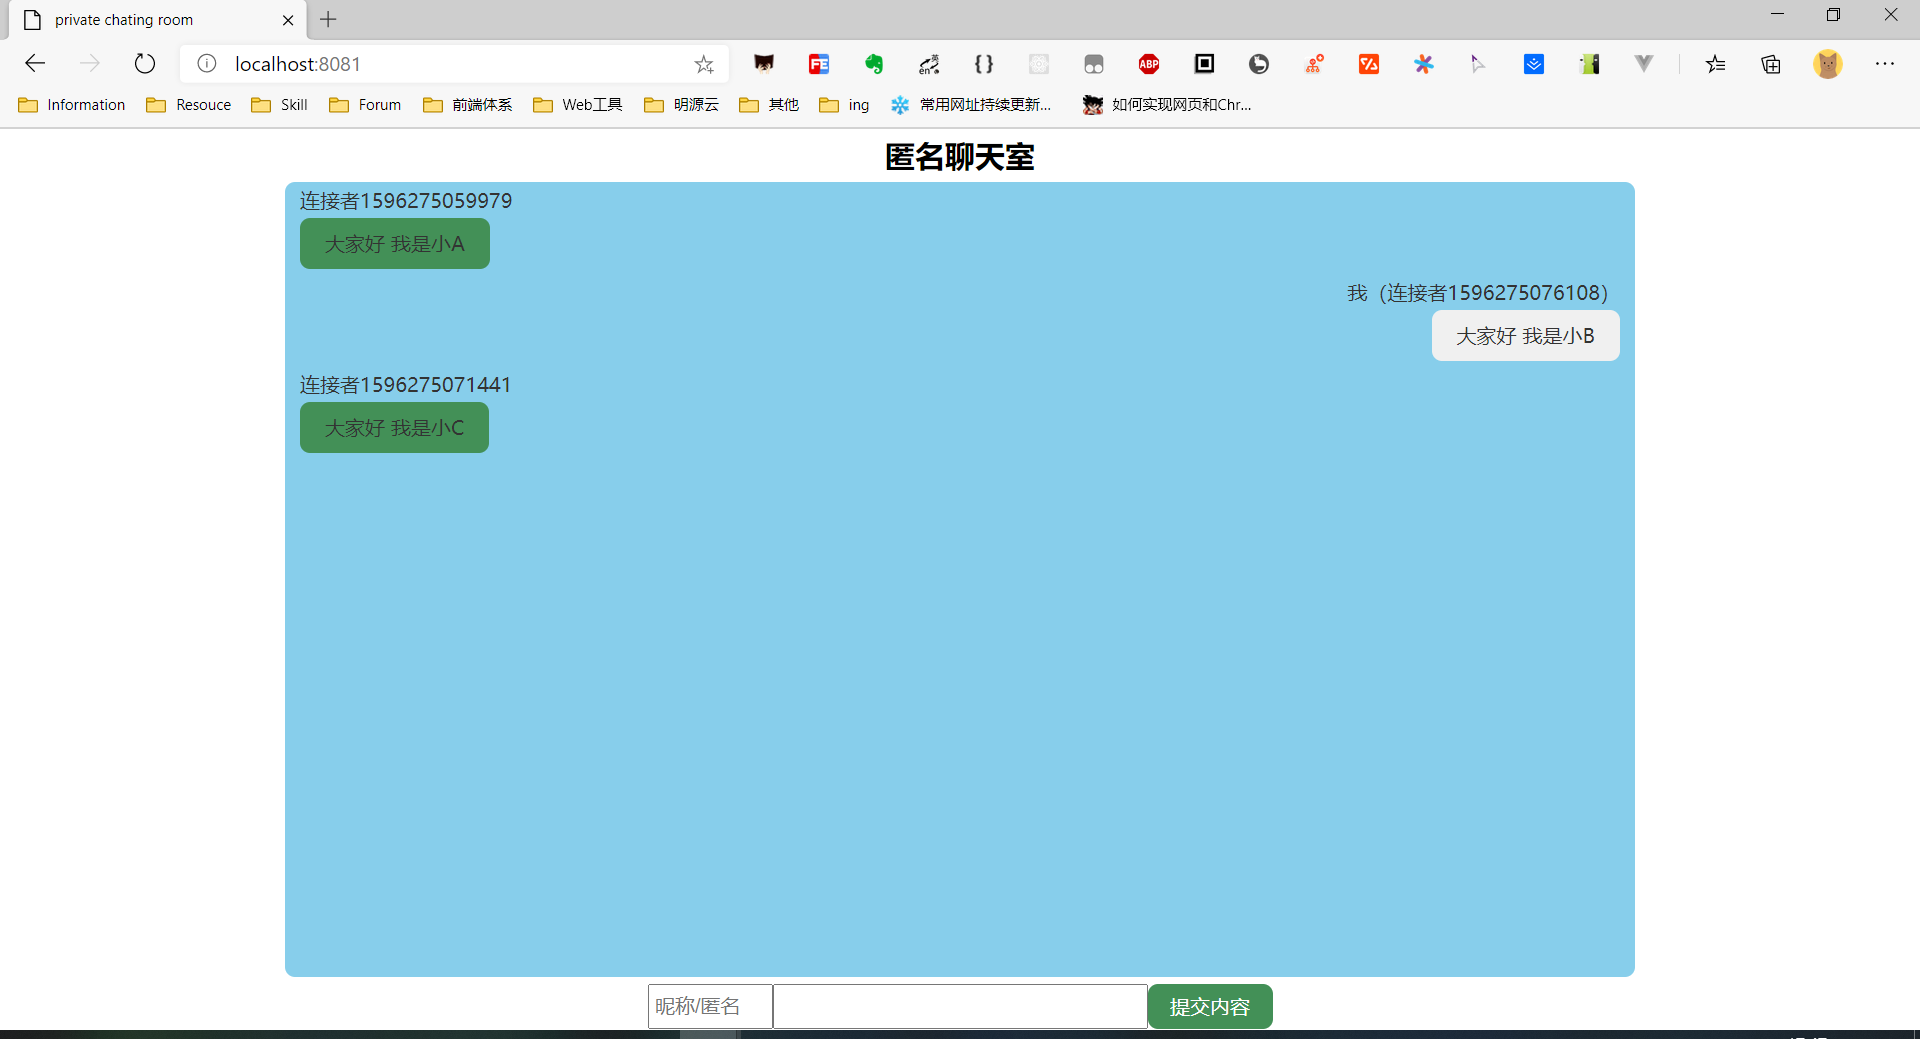 private chating room
localhost:8081
FE
英
en
{ }
ABP
Information
Resouce
Skill
Forum
前端体系
Web工具
明源云
其他
ing
常用网址持续更新...
如何实现网页和Chr...
匿名聊天室
连接者1596275059979
大家好 我是小A
我（连接者1596275076108）
大家好 我是小B
连接者1596275071441
大家好 我是小C
昵称/匿名
提交内容